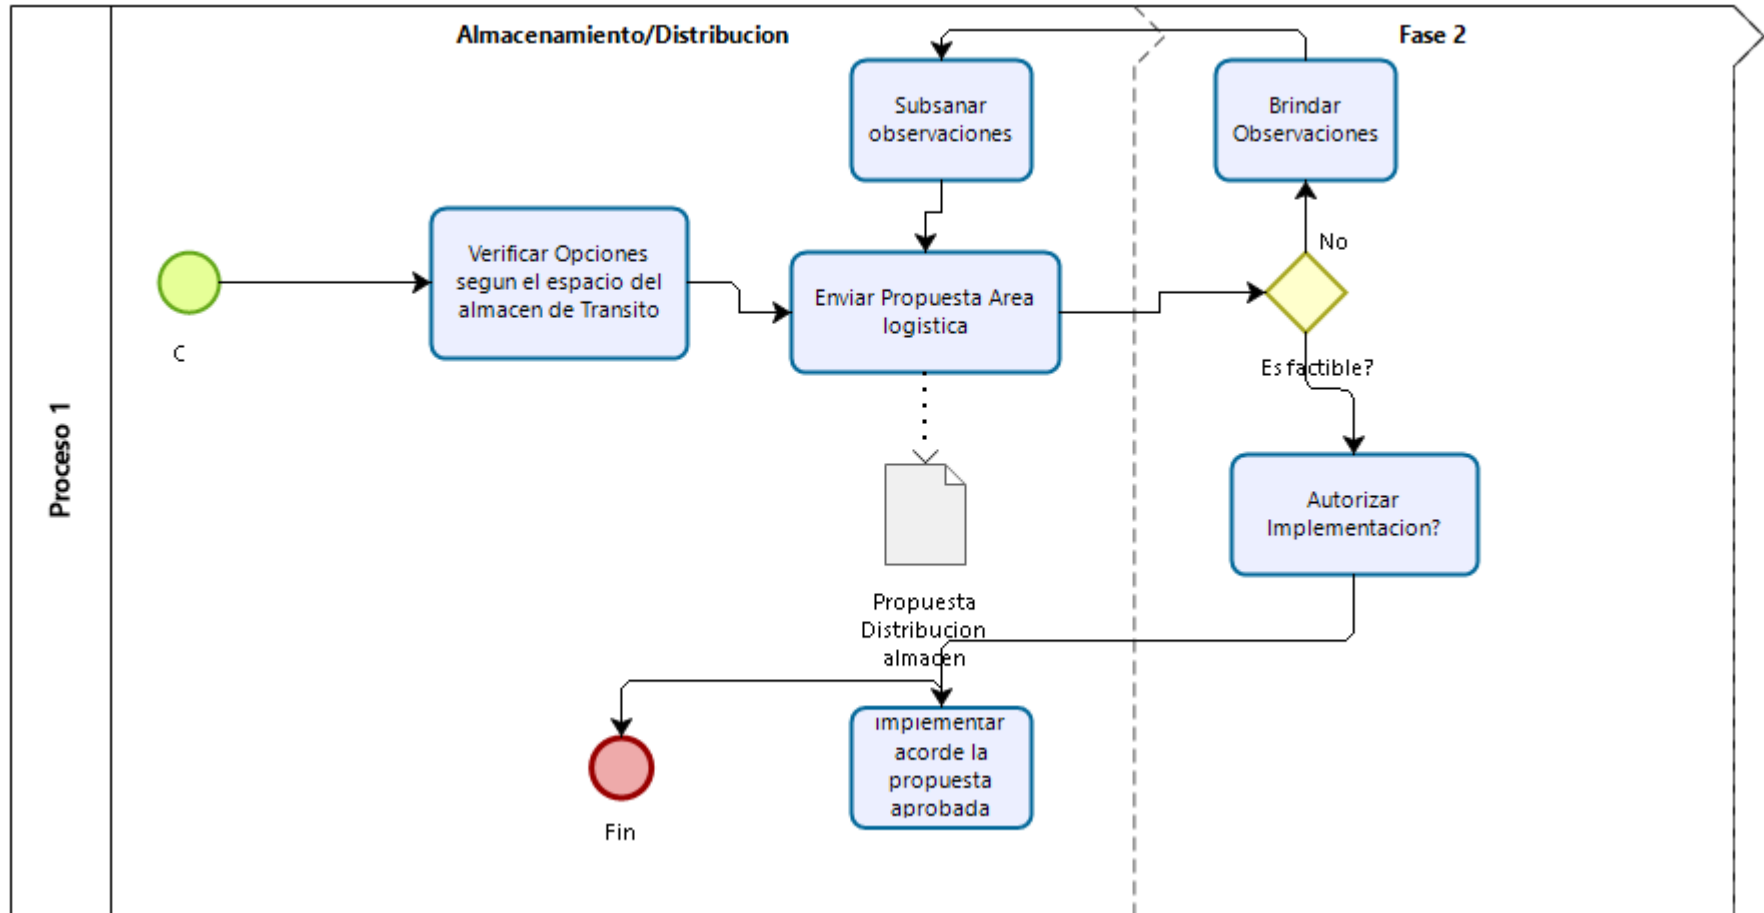 Almacenamiento/Distribucion
Fase 2
Proceso 1
Subsanar
observaciones
Brindar
Observaciones
Verificar Opciones
segun el espacio del
almacen de Transito
Enviar Propuesta Area
logistica
No
Es factible?
C
Autorizar
Implementacion?
Propuesta
Distribucion
almacen
Implementar
acorde la
propuesta
aprobada
Fin